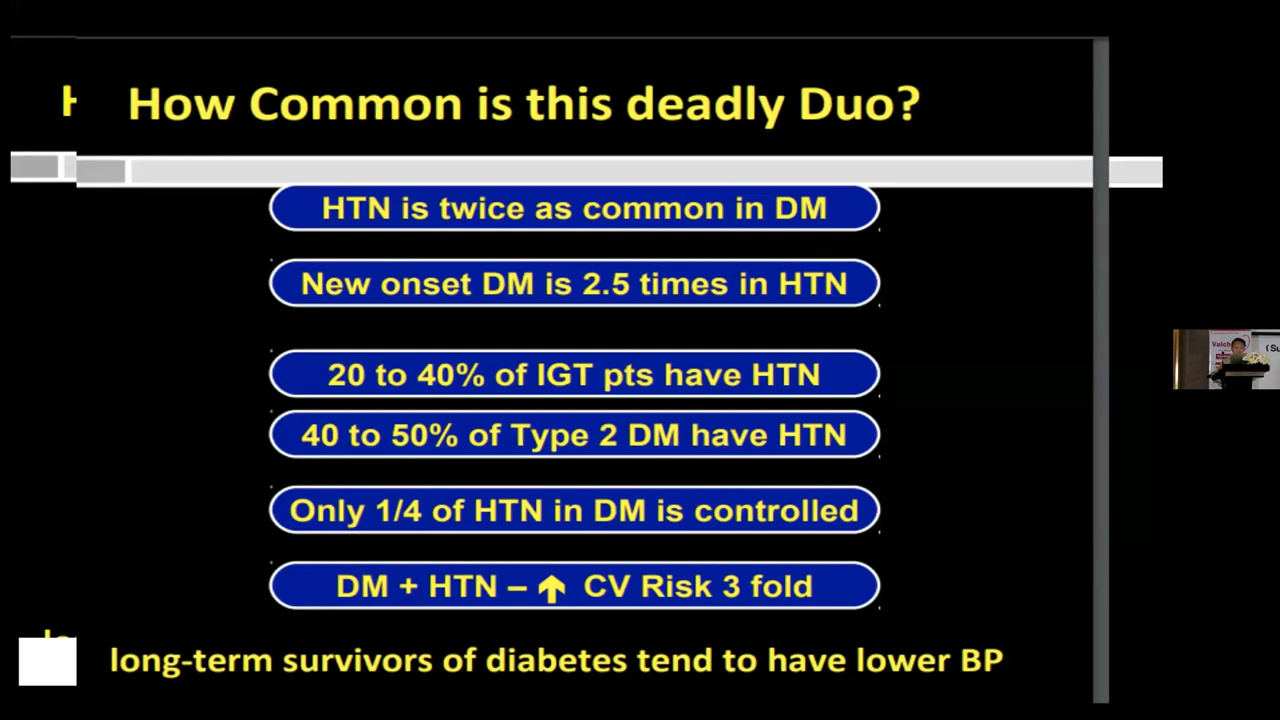 How Common is this deadly Duo?
HTN is twice as common in DM
New onset DM is 2.5 times in HTN
20 to 40% of IGT pts have HTN
40 to 50% of Type 2 DM have HTN
Only 1/4 of HTN in DM is controlled
DM + HTN – ↑ CV Risk 3 fold
long-term survivors of diabetes tend to have lower BP